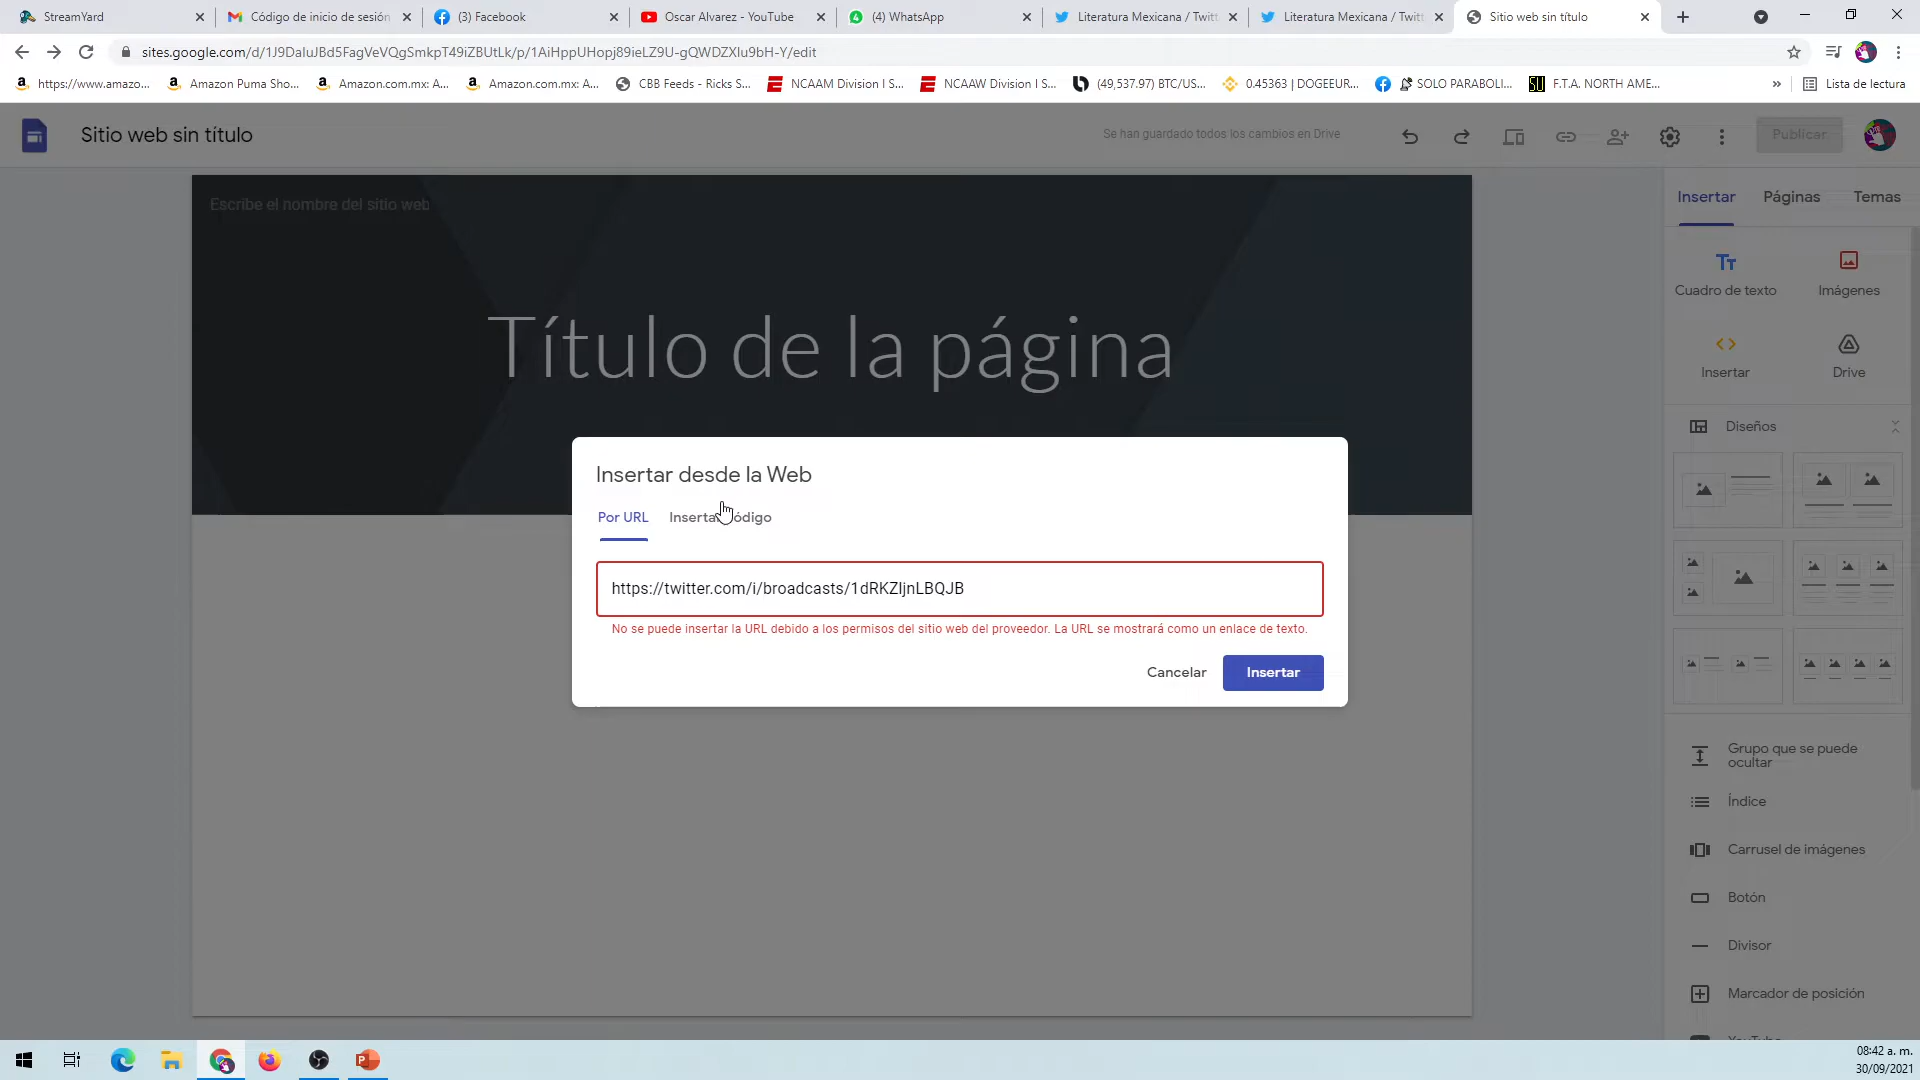 StreamYard
Código de inicio de sesión
(3) Facebook
Oscar Alvarez - YouTube
(4) WhatsApp
Literatura Mexicana / Twitt
Literatura Mexicana / Twitt
Sitio web sin título
sites.google.com/d/1J9DaIuJBd5FagVeVQgSmkpT49iZBUtLk/p/1AiHppUHopj89ieLZ9U-gQWDZXIu9bH-Y/edit
https://www.amazo...
Amazon Puma Sho...
Amazon.com.mx: A...
Amazon.com.mx: A...
CBB Feeds - Ricks S...
NCAAM Division I S...
NCAAW Division I S...
(49,537.97) BTC/US...
0.45363 | DOGEEUR...
SOLO PARABOLI...
F.T.A. NORTH AME...
»
Lista de lectura
Sitio web sin título
Se han guardado todos los cambios en Drive
Publicar
Escribe el nombre del sitio web
Insertar
Páginas
Temas
Título de la página
Cuadro de texto
Imágenes
Insertar
Drive
Diseños
Insertar desde la Web
Por URL
Insertar código
https://twitter.com/i/broadcasts/1dRKZljnLBQJB
No se puede insertar la URL debido a los permisos del sitio web del proveedor. La URL se mostrará como un enlace de texto.
Cancelar
Insertar
Grupo que se puede
ocultar
Índice
Carrusel de imágenes
Botón
Divisor
Marcador de posición
YouTube
08:42 a. m.
30/09/2021